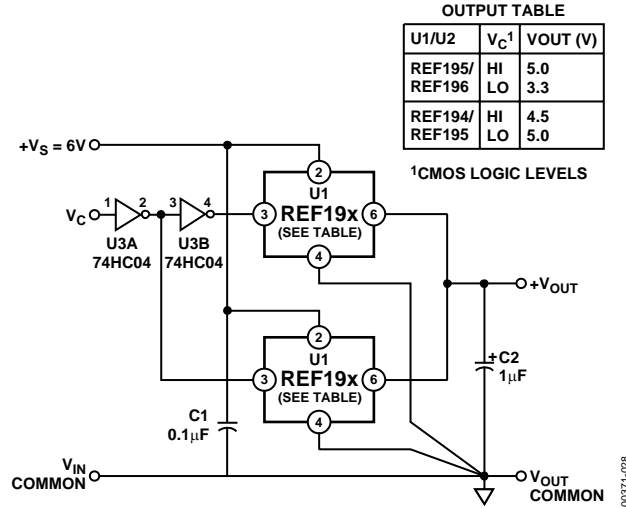 OUTPUT TABLE
U1/U2 VC1 VOUT (V)
REF195/ HI 5.0
REF196 LO 3.3
REF194/ HI 4.5
REF195 LO 5.0
1CMOS LOGIC LEVELS
+VS = 6V
2
U1
VC 1 2 3 4 3 REF19x 6
(SEE TABLE)
U3A U3B
74HC04 74HC04
4
+VOUT
2
U1
3 REF19x 6
(SEE TABLE)
+C2
1µF
4
C1
0.1µF
VIN
COMMON
VOUT
COMMON
00371-028